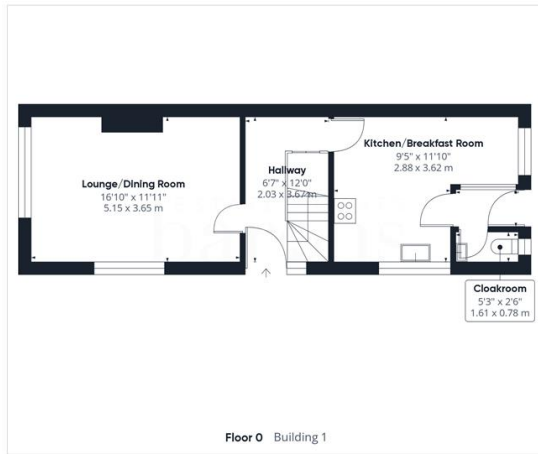 Lounge/Dining Room
16'10" x 11'11"
5.15 x 3.65 m
Hallway
6'7" x 12'0"
2.03 x 3.67 m
Kitchen/Breakfast Room
9'5" x 11'10"
2.88 x 3.62 m
Cloakroom
5'3" x 2'6"
1.61 x 0.78 m
Floor 0 Building 1